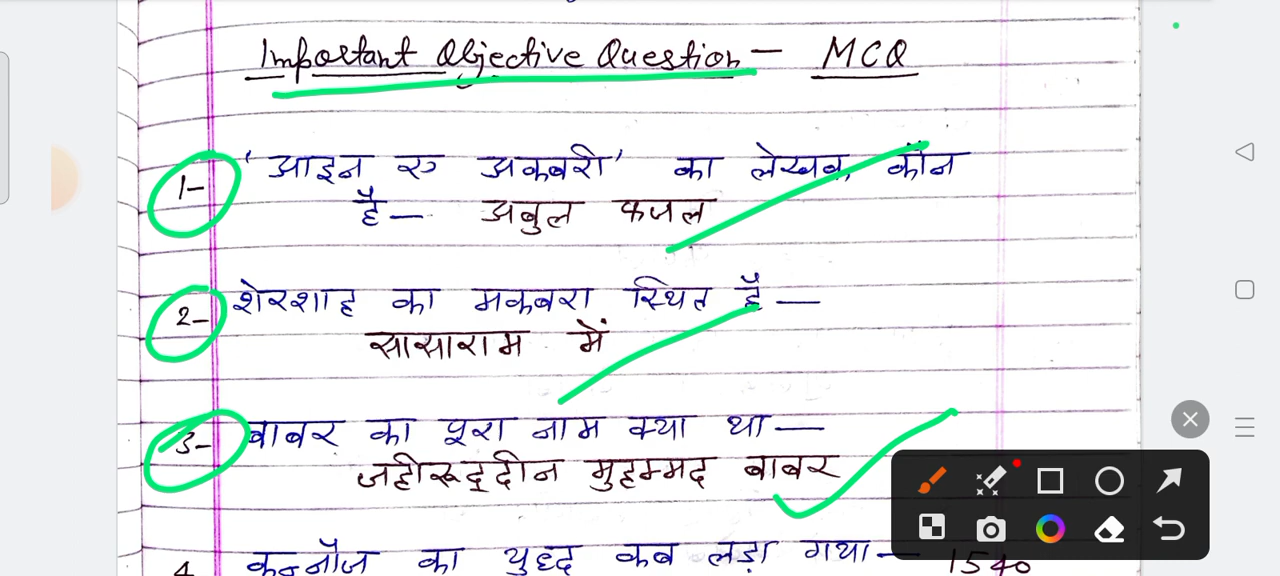 Important Objective Question - MCQ
1- 'आइन ए अकबरी' का लेखक कौन
है - अबुल फजल
2- शेरशाह का मकबरा स्थित है -
सासाराम में
3- बाबर का पूरा नाम क्या था -
जहीरूद्दीन मुहम्मद बाबर
4 कन्नौज का युध्द कब लड़ा गया - 1540